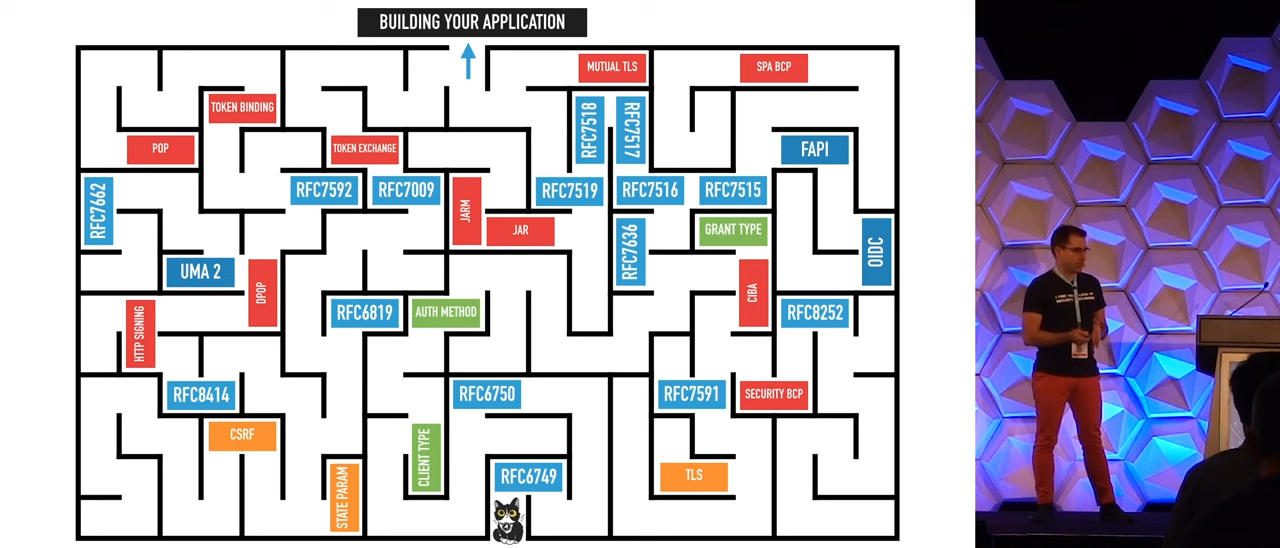 BUILDING YOUR APPLICATION
MUTUAL TLS
SPA BCP
TOKEN BINDING
RFC7518
RFC7517
POP
TOKEN EXCHANGE
FAPI
RFC7662
RFC7592
RFC7009
JARM
RFC7519
RFC7516
RFC7515
JAR
RFC7636
GRANT TYPE
OIDC
UMA 2
DPOP
CIBA
HTTP SIGNING
RFC6819
AUTH METHOD
RFC8252
RFC8414
RFC6750
RFC7591
SECURITY BCP
CSRF
CLIENT TYPE
STATE PARAM
RFC6749
TLS